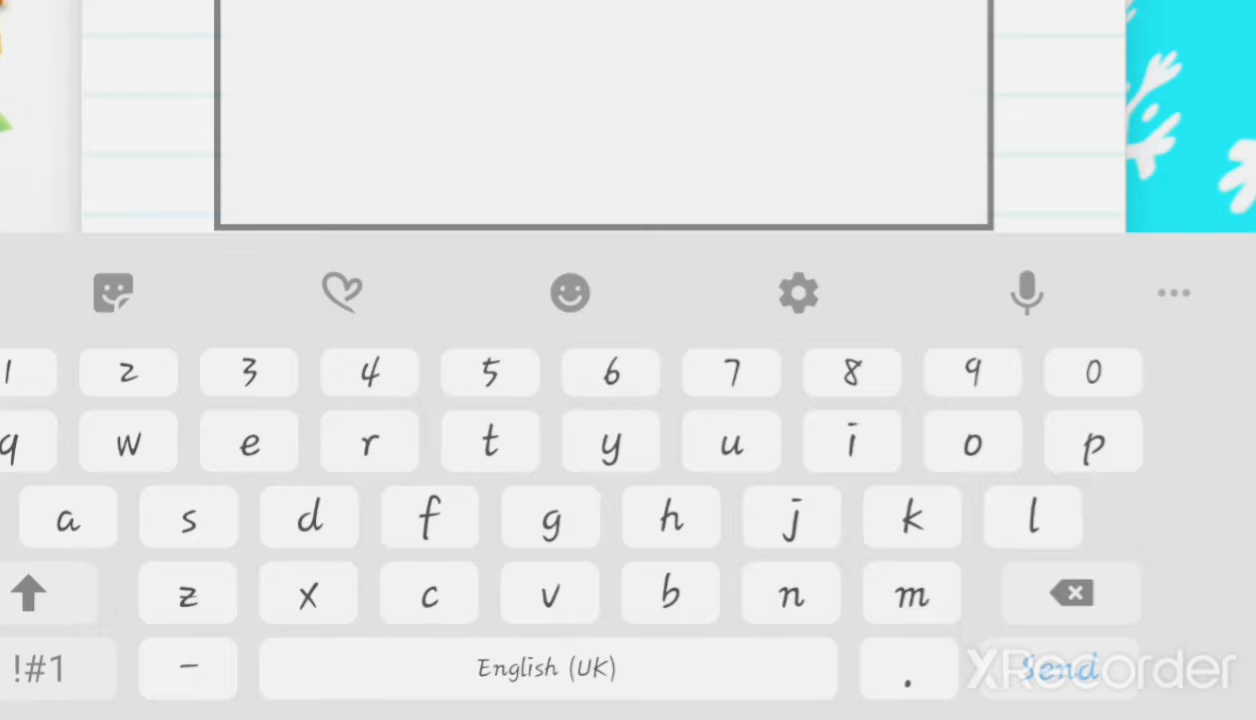 1 2 3 4 5 6 7 8 9 0
q w e r t y u i o p
a s d f g h j k l
z x c v b n m
!#1 - English (UK) . Send
XRecorder